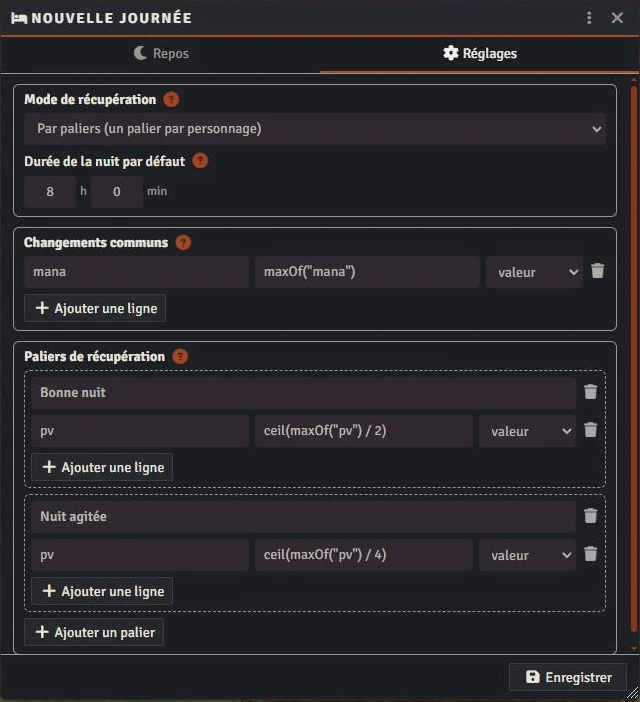 NOUVELLE JOURNÉE
Repos
Réglages
Mode de récupération ?
Par paliers (un palier par personnage)
Durée de la nuit par défaut ?
8 h 0 min
Changements communs ?
mana maxOf("mana") valeur
+ Ajouter une ligne
Paliers de récupération ?
Bonne nuit
pv ceil(maxOf("pv") / 2) valeur
+ Ajouter une ligne
Nuit agitée
pv ceil(maxOf("pv") / 4) valeur
+ Ajouter une ligne
+ Ajouter un palier
Enregistrer